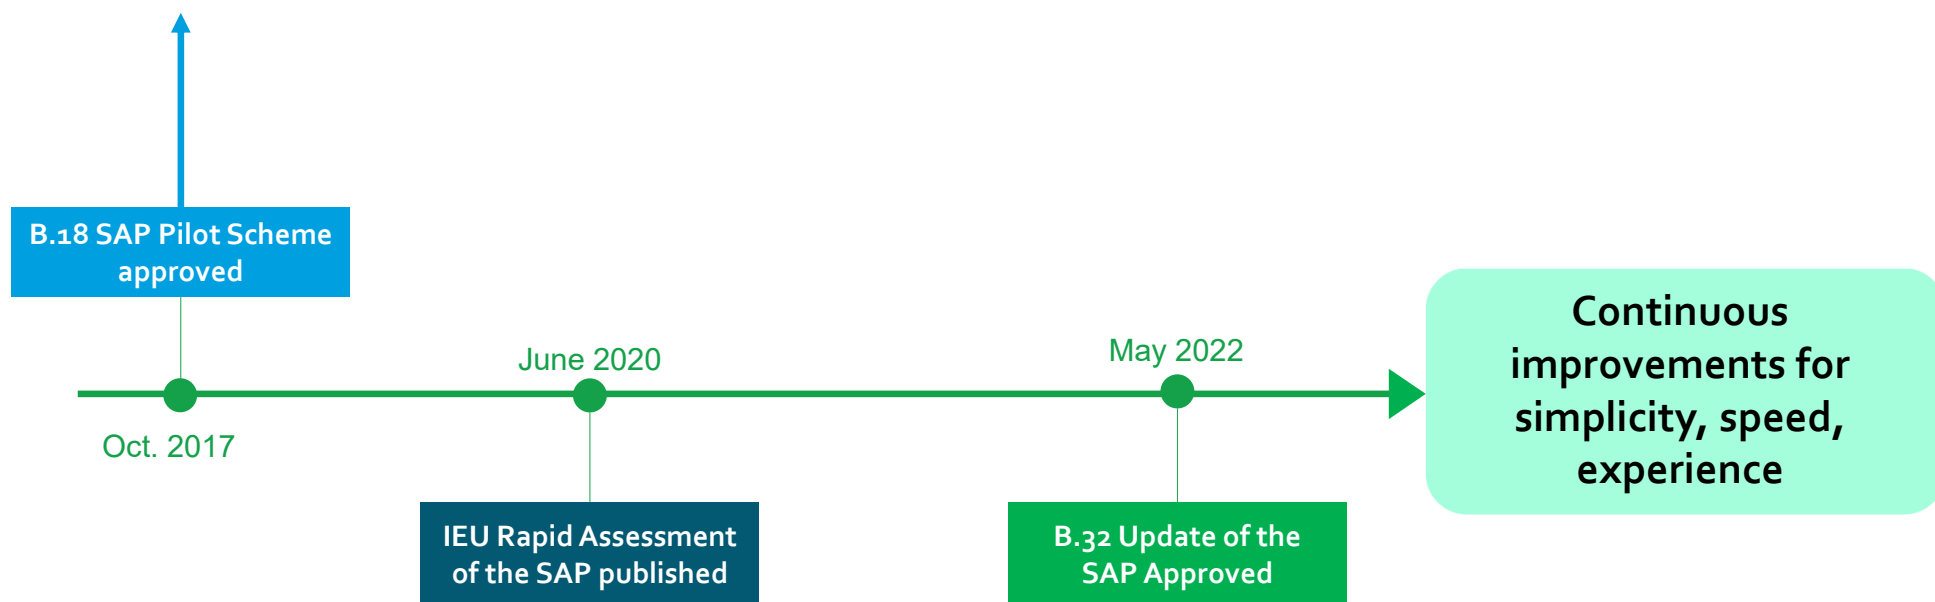 B.18 SAP Pilot Scheme
approved
Oct. 2017
June 2020
IEU Rapid Assessment
of the SAP published
May 2022
B.32 Update of the
SAP Approved
Continuous
improvements for
simplicity, speed,
experience